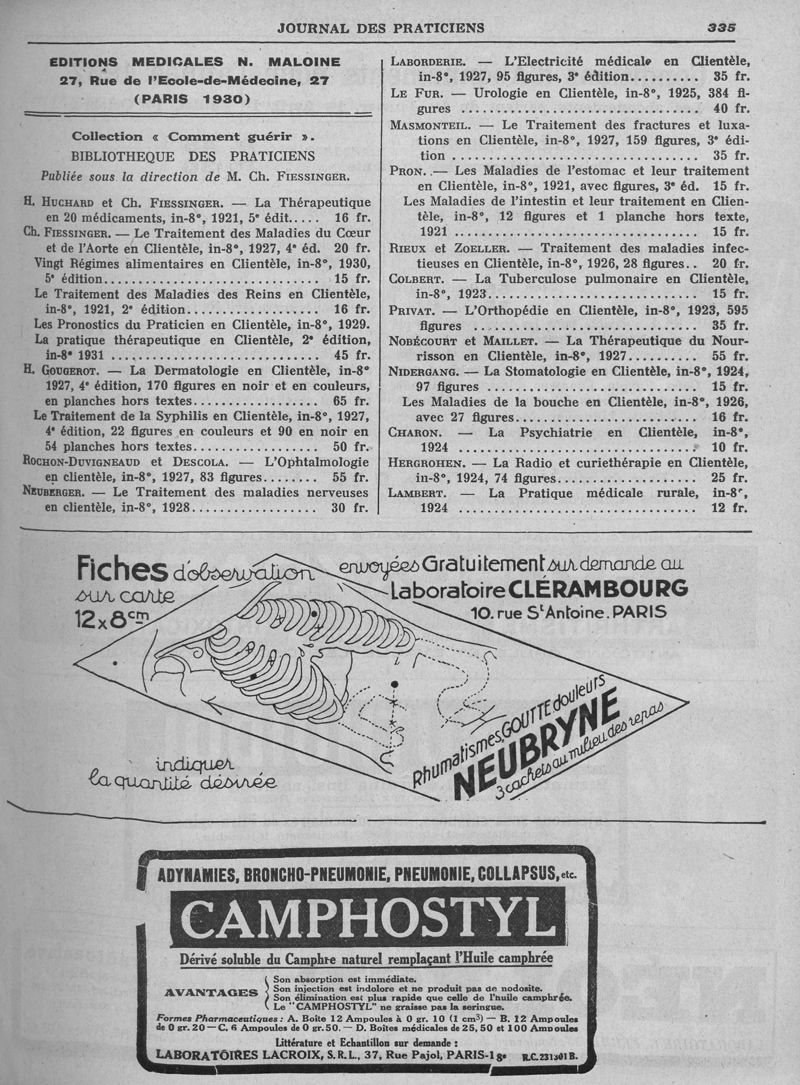 JOURNAL DES PRATICIENS 335
EDITIONS MEDICALES N. MALOINE
27, Rue de l'Ecole-de-Médecine, 27
(PARIS 1930)
Collection « Comment guérir ».
BIBLIOTHEQUE DES PRATICIENS
Publiée sous la direction de M. Ch. FIESSINGER.
H. HUCHARD et Ch. FIESSINGER. — La Thérapeutique
en 20 médicaments, in-8°, 1921, 5e édit..... 16 fr.
Ch. FIESSINGER. — Le Traitement des Maladies du Cœur
et de l'Aorte en Clientèle, in-8°, 1927, 4e éd. 20 fr.
Vingt Régimes alimentaires en Clientèle, in-8°, 1930,
5e édition............................... 15 fr.
Le Traitement des Maladies des Reins en Clientèle,
in-8°, 1921, 2e édition................... 16 fr.
Les Pronostics du Praticien en Clientèle, in-8°, 1929.
La pratique thérapeutique en Clientèle, 2e édition,
in-8° 1931 .............................. 45 fr.
H. GOUGEROT. — La Dermatologie en Clientèle, in-8°
1927, 4e édition, 170 figures en noir et en couleurs,
en planches hors textes.................. 65 fr.
Le Traitement de la Syphilis en Clientèle, in-8°, 1927,
4e édition, 22 figures en couleurs et 90 en noir en
54 planches hors textes.................. 50 fr.
ROCHON-DUVIGNEAUD et DESCOLA. — L'Ophtalmologie
en clientèle, in-8°, 1927, 83 figures........ 55 fr.
NEUBERGER. — Le Traitement des maladies nerveuses
en clientèle, in-8°, 1928.................. 30 fr.
LABORDERIE. — L'Electricité médicale en Clientèle,
in-8°, 1927, 95 figures, 3e édition.......... 35 fr.
LE FUR. — Urologie en Clientèle, in-8°, 1925, 384 fi-
gures .................................. 40 fr.
MASMONTEIL. — Le Traitement des fractures et luxa-
tions en Clientèle, in-8°, 1927, 159 figures, 3e édi-
tion .................................... 35 fr.
PRON. — Les Maladies de l'estomac et leur traitement
en Clientèle, in-8°, 1921, avec figures, 3e éd. 15 fr.
Les Maladies de l'intestin et leur traitement en Clien-
tèle, in-8°, 12 figures et 1 planche hors texte,
1921 ................................... 15 fr.
RIEUX et ZOELLER. — Traitement des maladies infec-
tieuses en Clientèle, in-8°, 1926, 28 figures.. 20 fr.
COLBERT. — La Tuberculose pulmonaire en Clientèle,
in-8°, 1923.............................. 15 fr.
PRIVAT. — L'Orthopédie en Clientèle, in-8°, 1923, 595
figures ................................. 35 fr.
NOBÉCOURT et MAILLET. — La Thérapeutique du Nour-
risson en Clientèle, in-8°, 1927.......... 55 fr.
NIDERGANG. — La Stomatologie en Clientèle, in-8°, 1924,
97 figures .............................. 15 fr.
Les Maladies de la bouche en Clientèle, in-8°, 1926,
avec 27 figures.......................... 16 fr.
CHARON. — La Psychiatrie en Clientèle, in-8°,
1924 ................................... 10 fr.
HERGROHEN. — La Radio et curiethérapie en Clientèle,
in-8°, 1924, 74 figures.................... 25 fr.
LAMBERT. — La Pratique médicale rurale, in-8°,
1924 ................................... 12 fr.
Fiches d'observation envoyées Gratuitement sur demande au
sur carte Laboratoire CLÉRAMBOURG
12x8cm 10. rue St Antoine. PARIS
Rhumatismes, GOUTTE douleurs
NEUBRYNE
3 cachets au milieu des repas
indiquer
la quantité désirée
ADYNAMIES, BRONCHO-PNEUMONIE, PNEUMONIE, COLLAPSUS, etc.
CAMPHOSTYL
Dérivé soluble du Camphre naturel remplaçant l'Huile camphrée
AVANTAGES
Son absorption est immédiate.
Son injection est indolore et ne produit pas de nodosité.
Son élimination est plus rapide que celle de l'huile camphrée.
Le "CAMPHOSTYL" ne graisse pas la seringue.
Formes Pharmaceutiques : A. Boîte 12 Ampoules à 0 gr. 10 (1 cm3) — B. 12 Ampoules
de 0 gr. 20 — C. 6 Ampoules de 0 gr. 50. — D. Boîtes médicales de 25, 50 et 100 Ampoules
Littérature et Echantillon sur demande :
LABORATOIRES LACROIX, S.R.L., 37, Rue Pajol, PARIS-18e R.C. 231301 B.